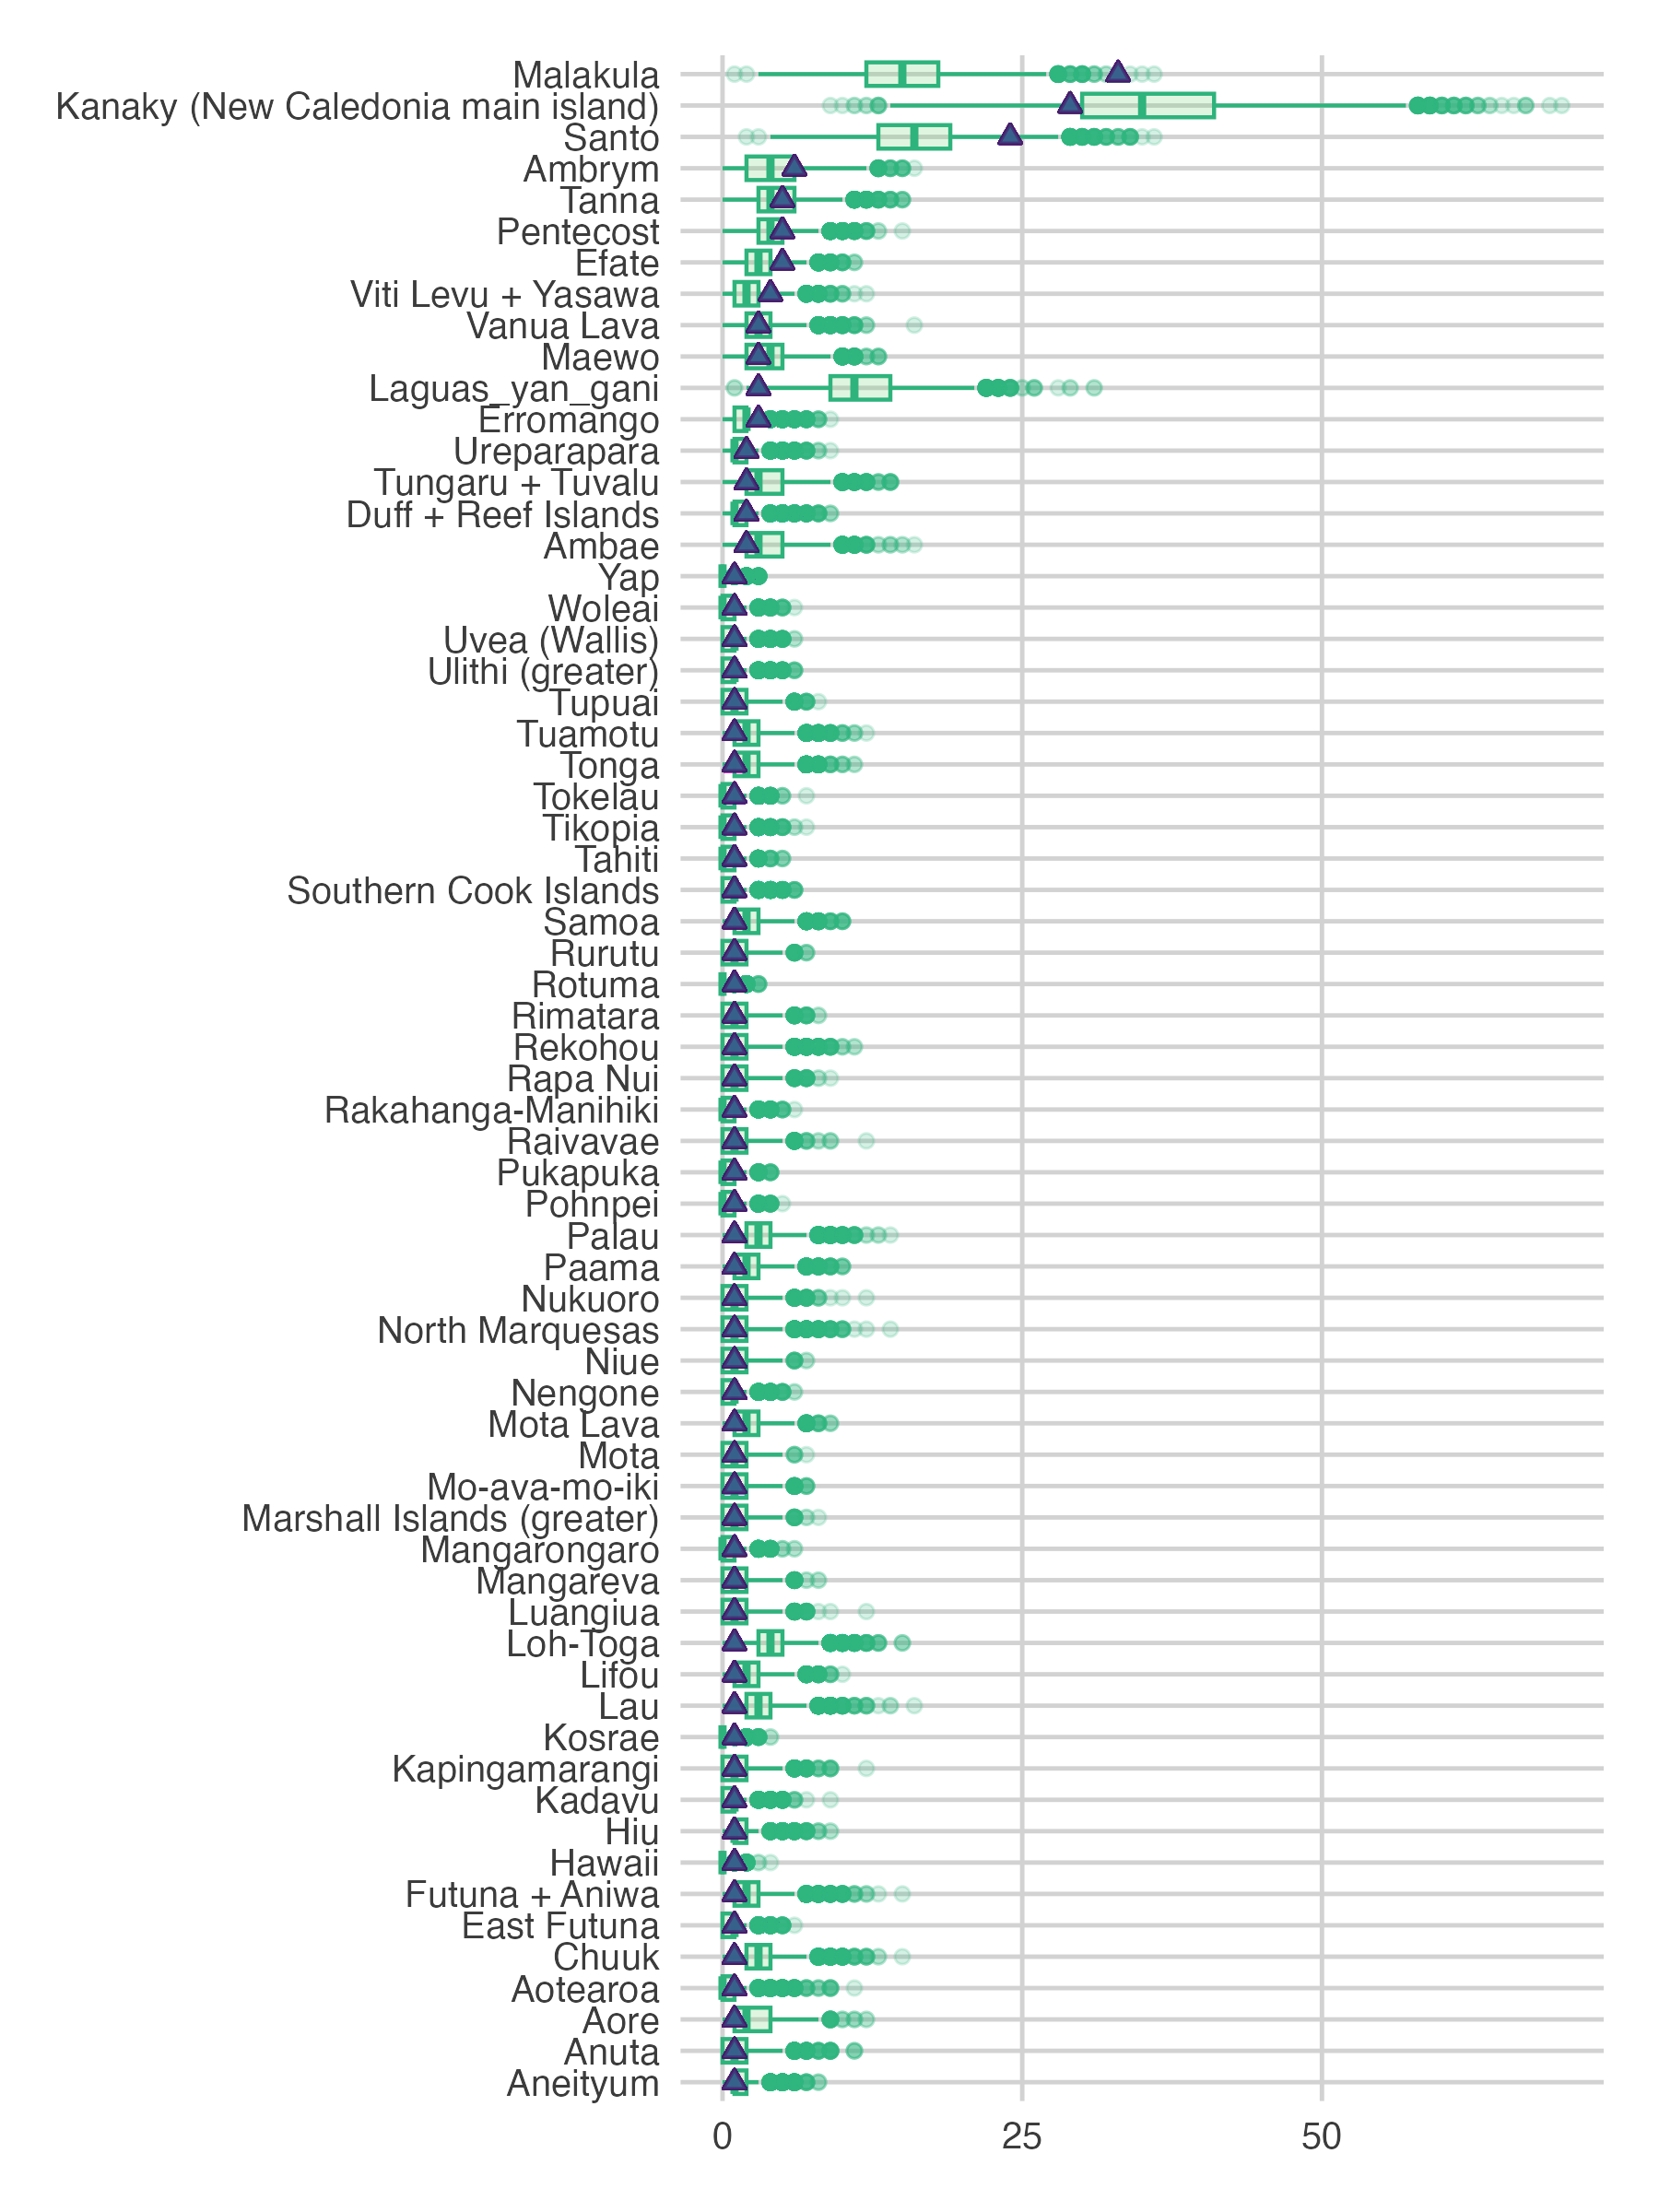 Malakula
Kanaky (New Caledonia main island)
Santo
Ambrym
Tanna
Pentecost
Efate
Viti Levu + Yasawa
Vanua Lava
Maewo
Laguas_yan_gani
Erromango
Ureparapara
Tungaru + Tuvalu
Duff + Reef Islands
Ambae
Yap
Woleai
Uvea (Wallis)
Ulithi (greater)
Tupuai
Tuamotu
Tonga
Tokelau
Tikopia
Tahiti
Southern Cook Islands
Samoa
Rurutu
Rotuma
Rimatara
Rekohou
Rapa Nui
Rakahanga-Manihiki
Raivavae
Pukapuka
Pohnpei
Palau
Paama
Nukuoro
North Marquesas
Niue
Nengone
Mota Lava
Mota
Mo-ava-mo-iki
Marshall Islands (greater)
Mangarongaro
Mangareva
Luangiua
Loh-Toga
Lifou
Lau
Kosrae
Kapingamarangi
Kadavu
Hiu
Hawaii
Futuna + Aniwa
East Futuna
Chuuk
Aotearoa
Aore
Anuta
Aneityum
0 25 50